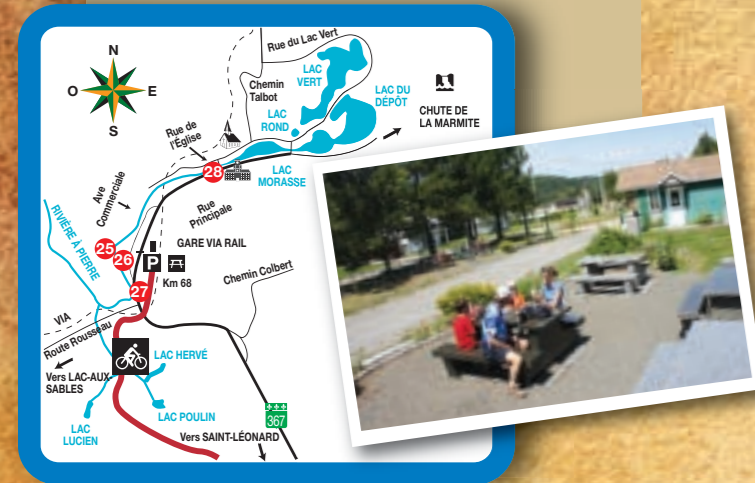 N
O
E
S
Rue du Lac Vert
LAC
VERT
Chemin
Talbot
LAC DU
DÉPÔT
LAC
ROND
CHUTE DE
LA MARMITE
Rue de
l'Église
28
LAC
MORASSE
Ave
Commerciale
Rue
Principale
RIVIÈRE À PIERRE
25
26
GARE VIA RAIL
P
Km 68
Chemin Colbert
27
VIA
Route Rousseau
Vers LAC-AUX-
SABLES
LAC HERVÉ
LAC POULIN
LAC
LUCIEN
367
Vers SAINT-LÉONARD